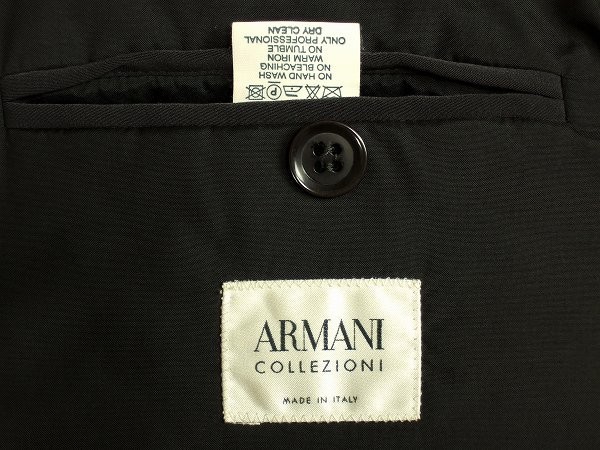 NO HAND WASH
NO BLEACHING
WARM IRON
NO TUMBLE
ONLY PROFESSIONAL
DRY CLEAN
ARMANI
COLLEZIONI
MADE IN ITALY